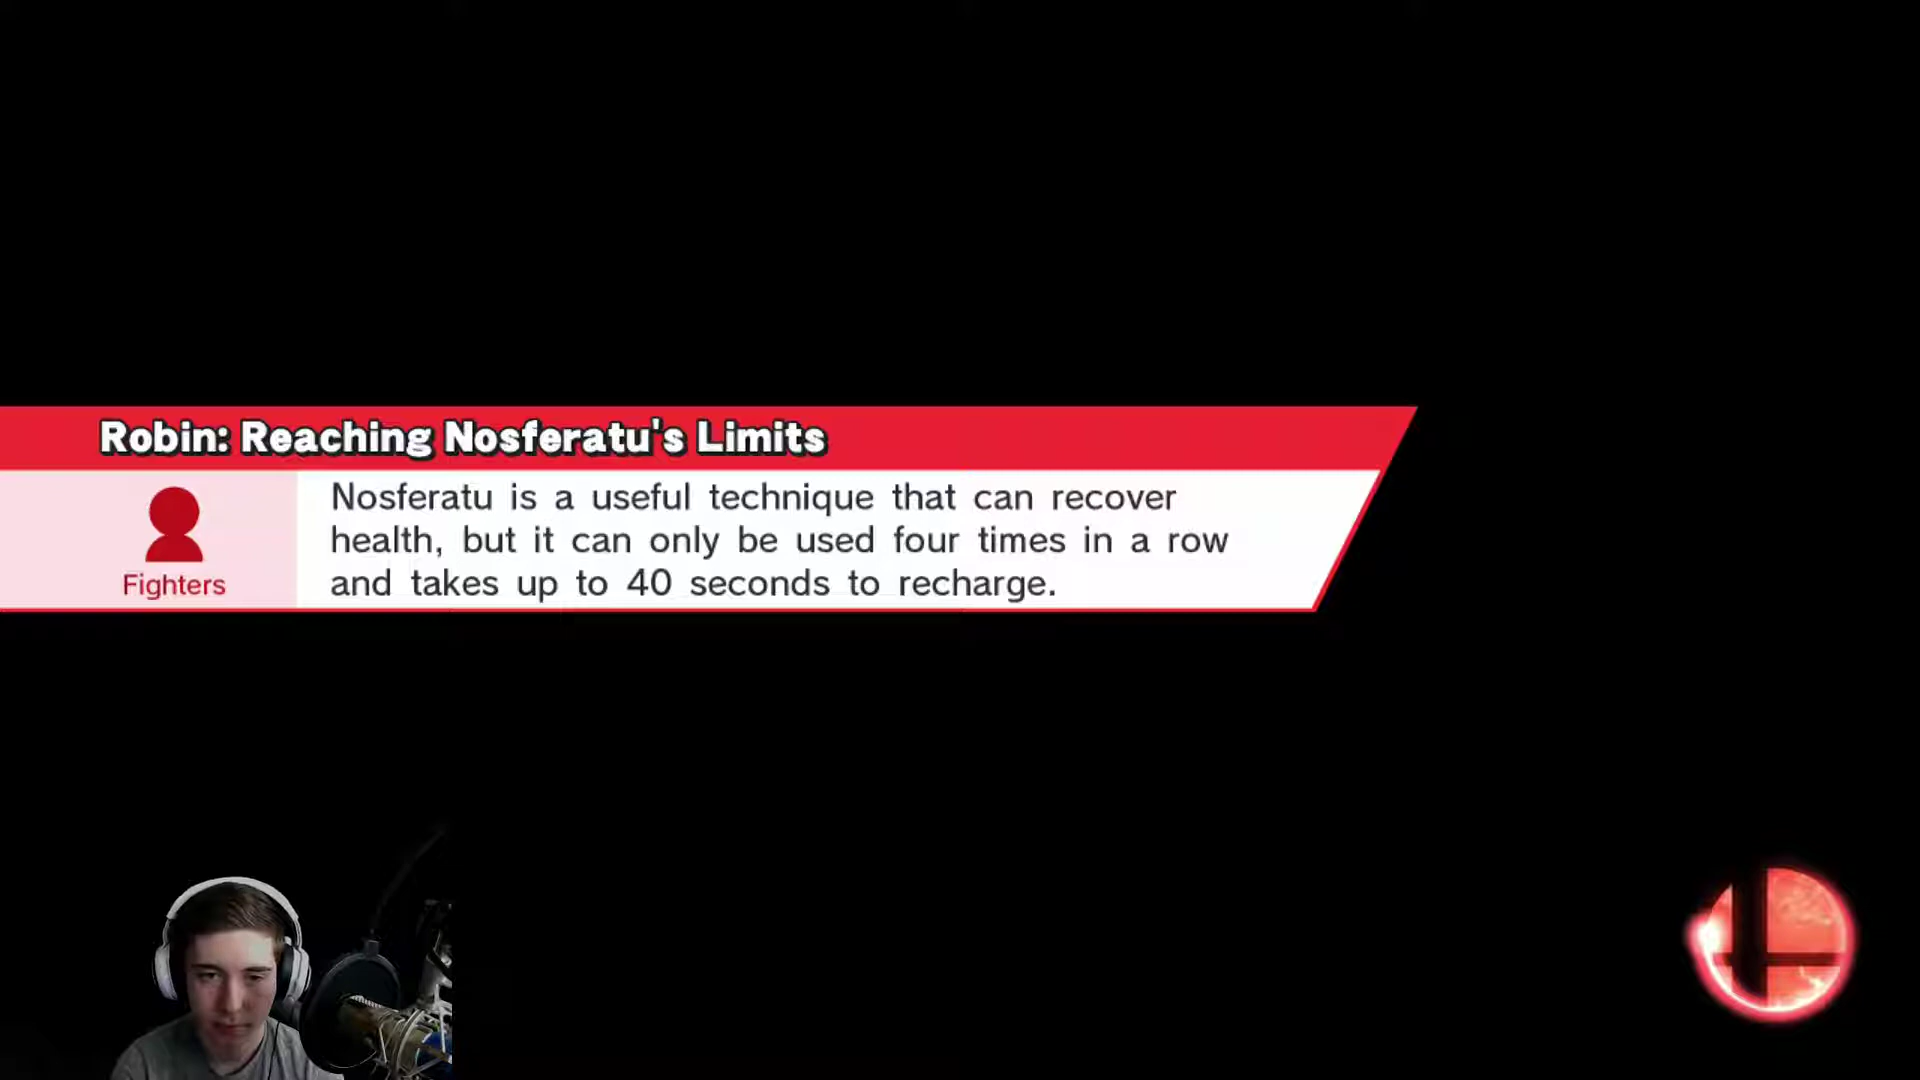 Robin: Reaching Nosferatu's Limits
Nosferatu is a useful technique that can recover
health, but it can only be used four times in a row
and takes up to 40 seconds to recharge.
Fighters